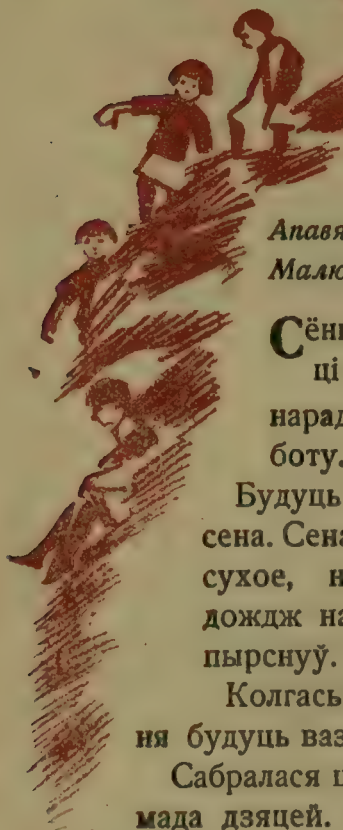 Апавя
Малю
Сённ
ці
нарад
боту.
Будуць
сена. Сена
сухое, н
дождж на
пырснуў.
Колгась
ня будуць ваз
Сабралася ц
мада дзяцей.